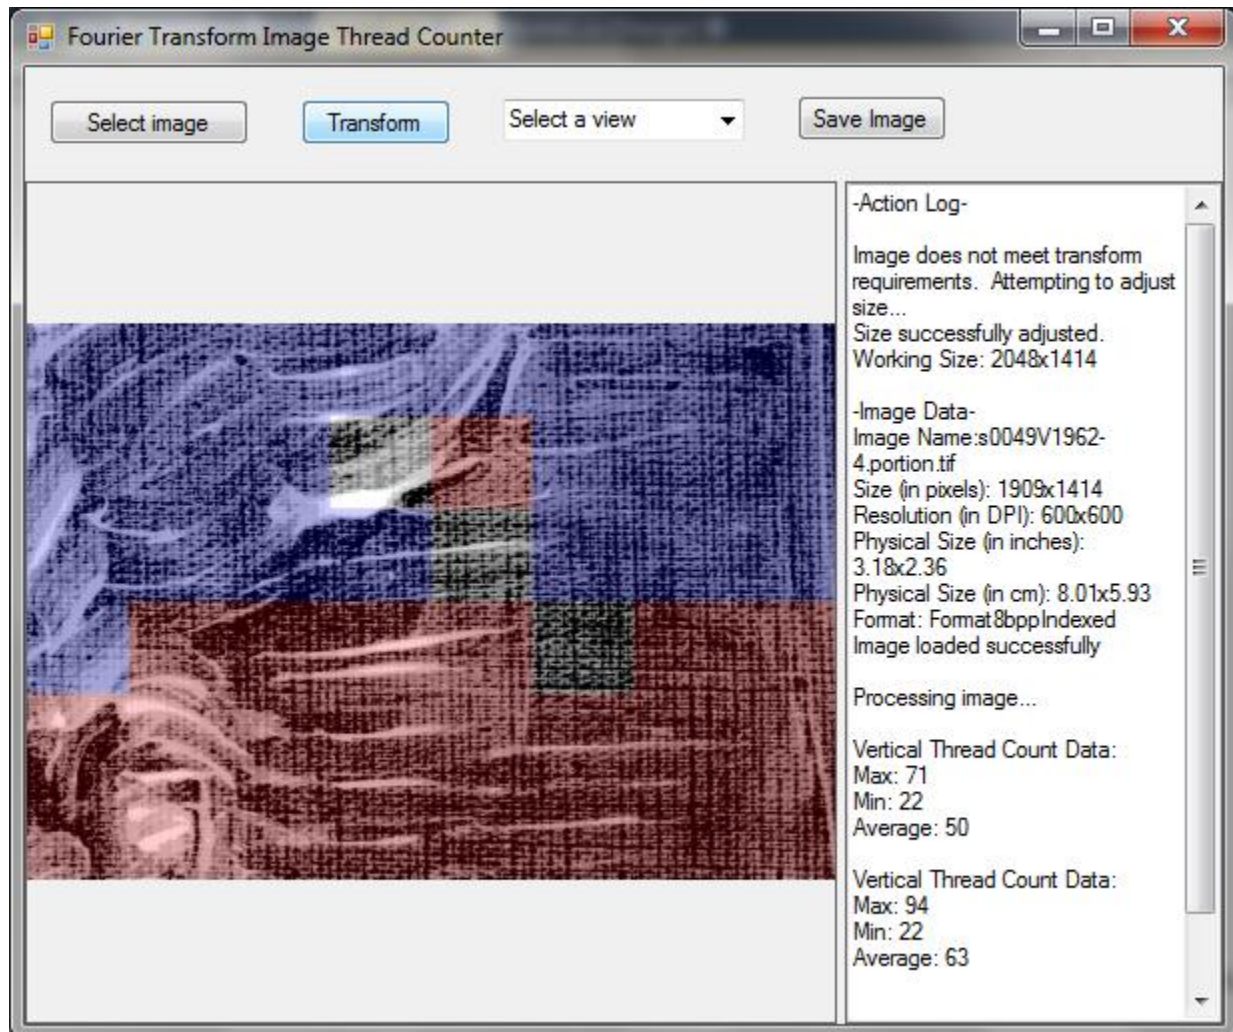 Fourier Transform Image Thread Counter
Select image
Transform
Select a view
Save Image
-Action Log-
Image does not meet transform
requirements.  Attempting to adjust
size...
Size successfully adjusted.
Working Size: 2048x1414
-Image Data-
Image Name:s0049V1962-
4.portion.tif
Size (in pixels): 1909x1414
Resolution (in DPI): 600x600
Physical Size (in inches):
3.18x2.36
Physical Size (in cm): 8.01x5.93
Format: Format8bppIndexed
Image loaded successfully
Processing image...
Vertical Thread Count Data:
Max: 71
Min: 22
Average: 50
Vertical Thread Count Data:
Max: 94
Min: 22
Average: 63